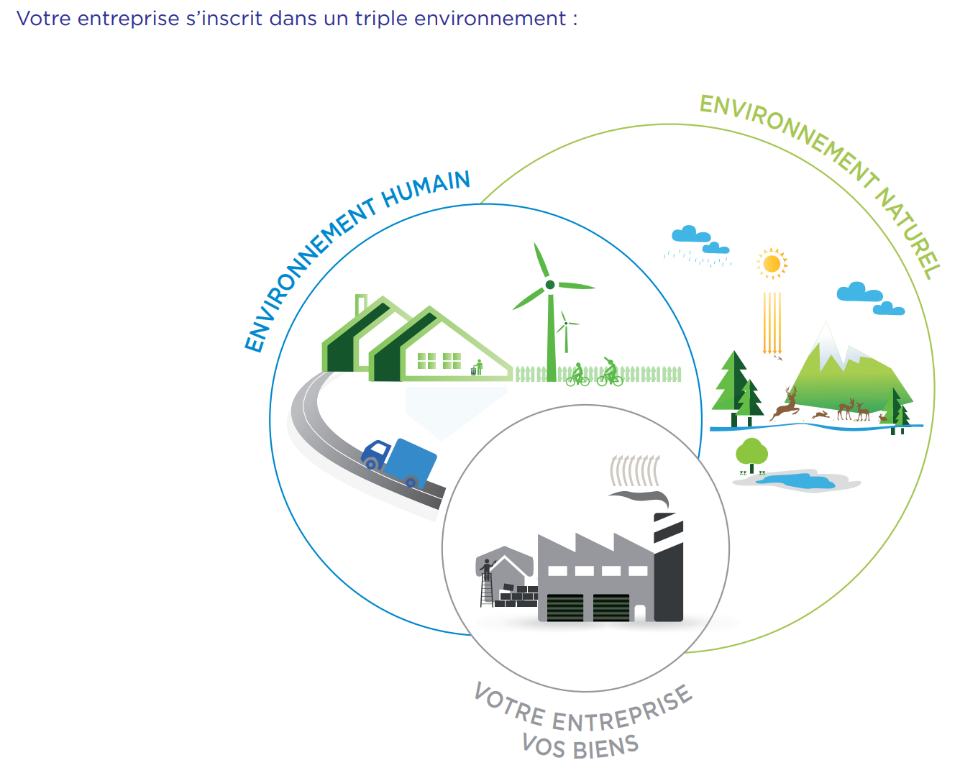 Votre entreprise s’inscrit dans un triple environnement :
ENVIRONNEMENT NATUREL
ENVIRONNEMENT HUMAIN
VOTRE ENTREPRISE
VOS BIENS